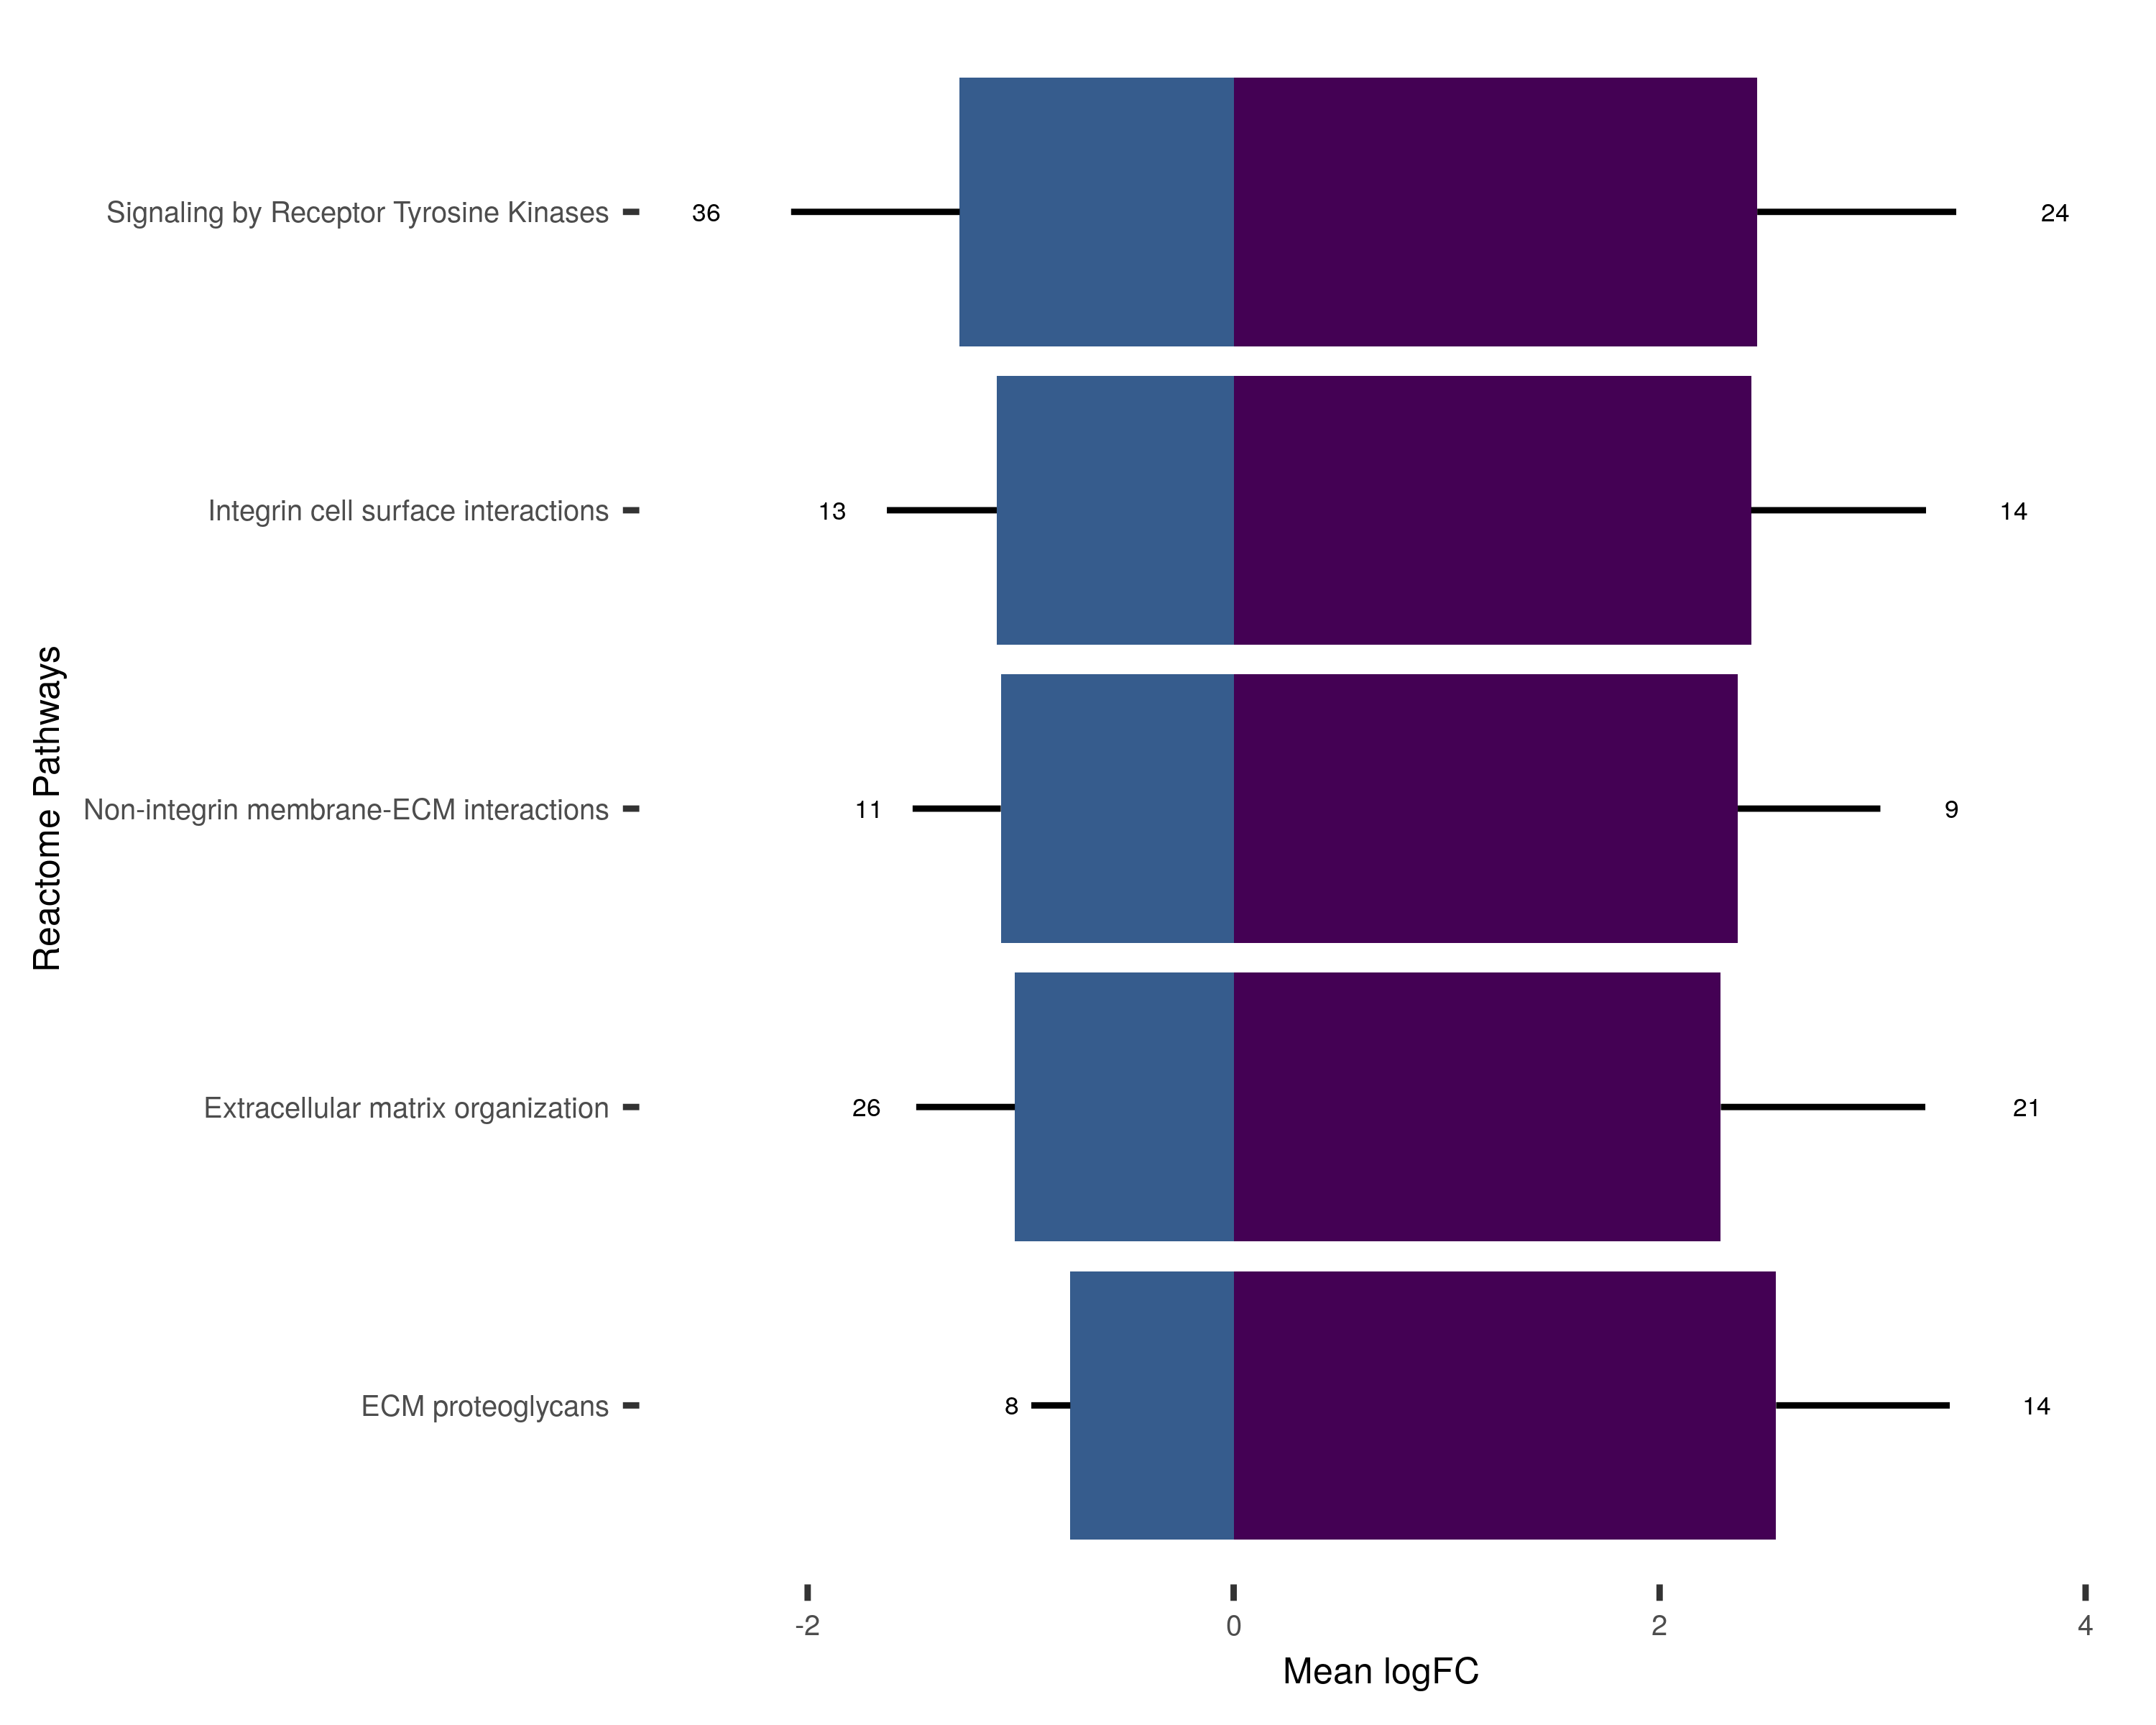 Reactome Pathways
Signaling by Receptor Tyrosine Kinases 36 24
Integrin cell surface interactions 13 14
Non-integrin membrane-ECM interactions 11 9
Extracellular matrix organization 26 21
ECM proteoglycans 8 14
-2 0 2 4
Mean logFC